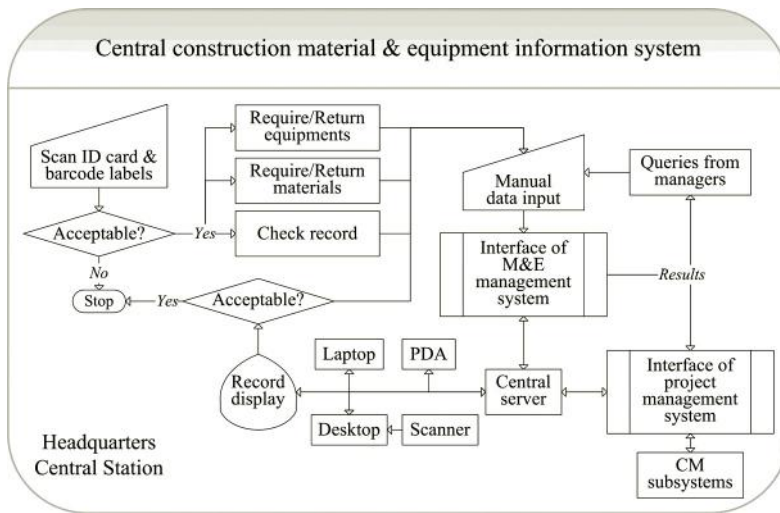 Central construction material & equipment information system
Scan ID card &
barcode labels
Require/Return
equipments
Require/Return
materials
Check record
Manual
data input
Queries from
managers
Acceptable?
Yes
No
Stop
Yes
Acceptable?
Interface of
M&E
management
system
Results
Laptop
PDA
Record
display
Desktop
Scanner
Central
server
Interface of
project
management
system
CM
subsystems
Headquarters
Central Station